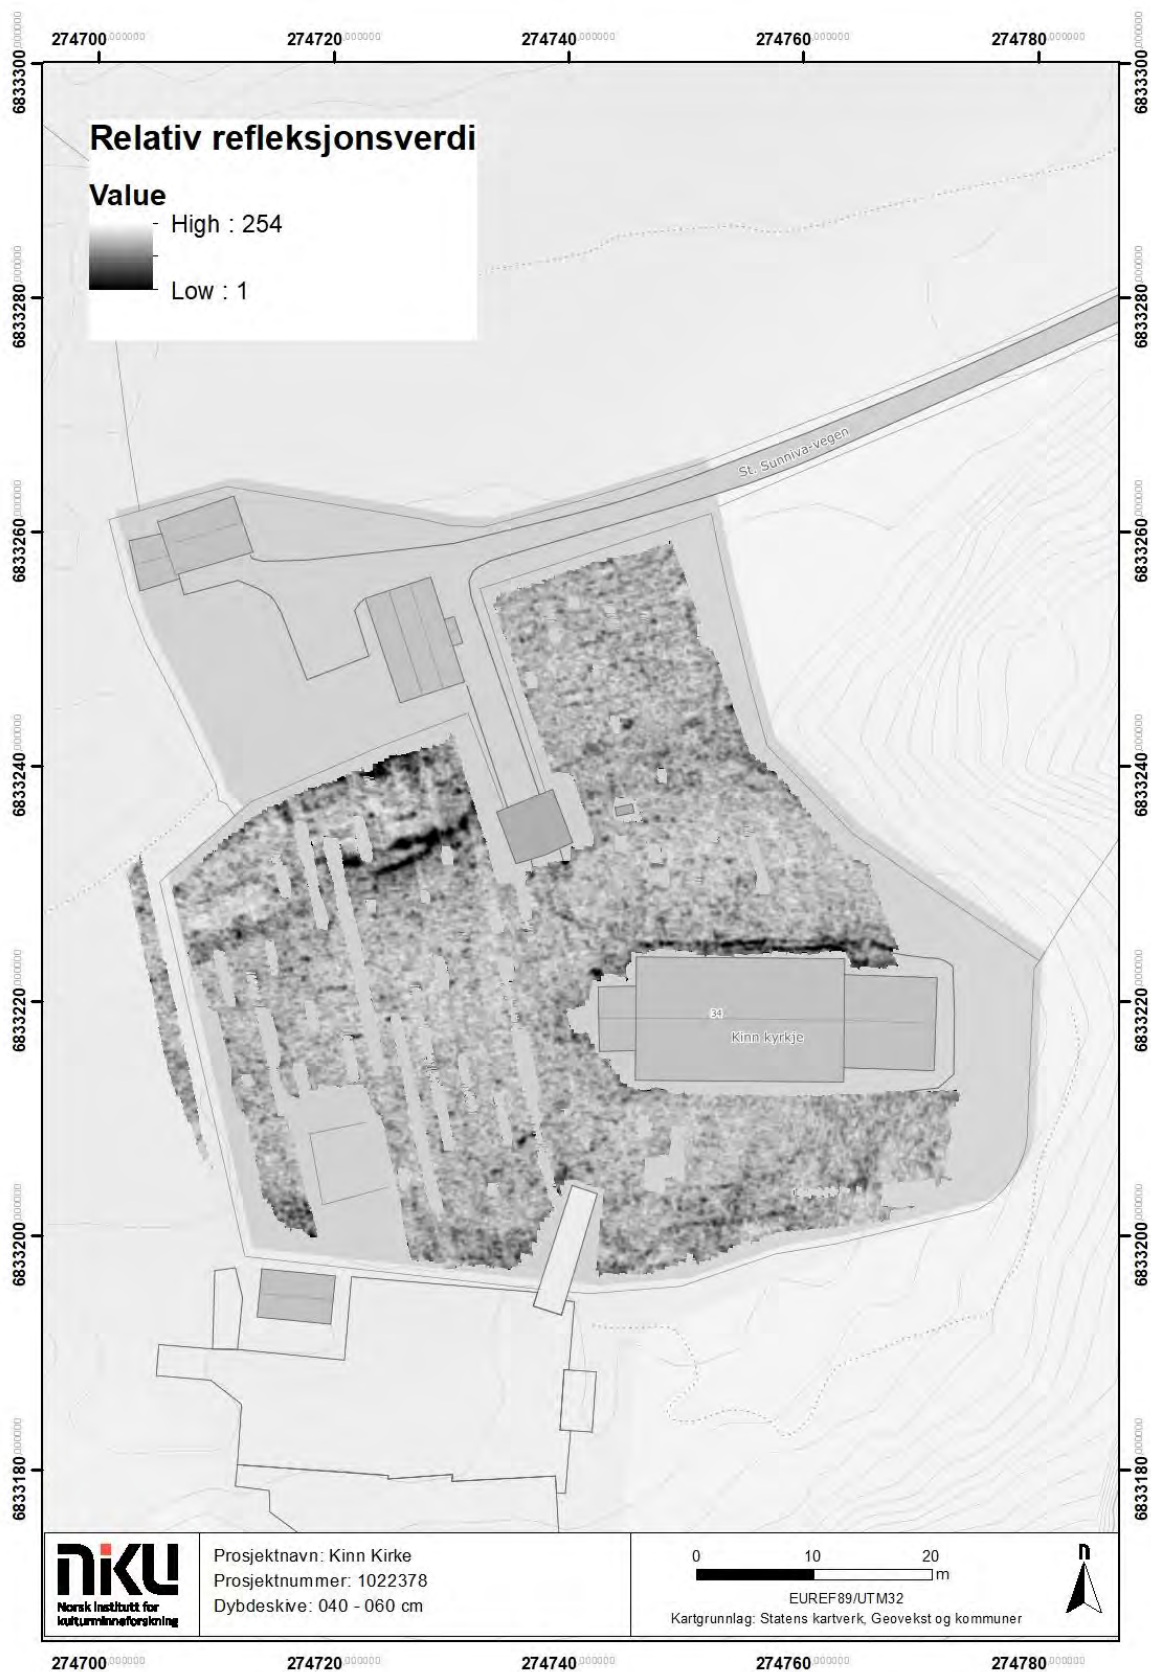 274700,000000 274720,000000 274740,000000 274760,000000 274780,000000
6833300,000000 6833300,000000
Relativ refleksjonsverdi
Value
High : 254
Low : 1
6833280,000000 6833280,000000
St. Sunniva-vegen
6833260,000000 6833260,000000
6833240,000000 6833240,000000
6833220,000000 6833220,000000
34
Kinn kyrkje
6833200,000000 6833200,000000
6833180,000000 6833180,000000
NIKU
Norsk institutt for
kulturminneforskning
Prosjektnavn: Kinn Kirke
Prosjektnummer: 1022378
Dybdeskive: 040 - 060 cm
0 10 20
m
EUREF89/UTM32
Kartgrunnlag: Statens kartverk, Geovekst og kommuner
n
274700,000000 274720,000000 274740,000000 274760,000000 274780,000000